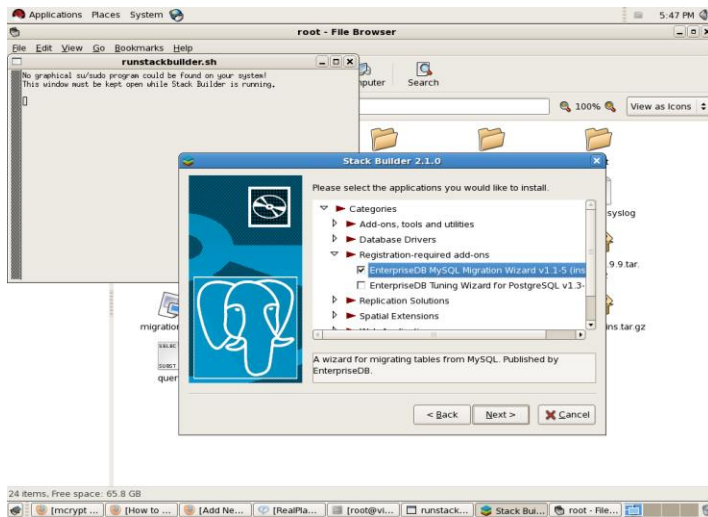 Applications Places System
5:47 PM
root - File Browser
File Edit View Go Bookmarks Help
runstackbuilder.sh
No graphical su/sudo program could be found on your system!
This window must be kept open while Stack Builder is running.
Search
100%
View as Icons
Stack Builder 2.1.0
Please select the applications you would like to install.
Categories
Add-ons, tools and utilities
Database Drivers
Registration-required add-ons
EnterpriseDB MySQL Migration Wizard v1.1-5 (ins
EnterpriseDB Tuning Wizard for PostgreSQL v1.3-
Replication Solutions
Spatial Extensions
A wizard for migrating tables from MySQL. Published by
EnterpriseDB.
< Back
Next >
Cancel
syslog
.9.9.tar.
ins.tar.gz
migration
quer
24 items, Free space: 65.8 GB
[mcrypt ...
[How to ...
[Add Ne...
[RealPla...
[root@vi...
runstack...
Stack Bui...
root - File...